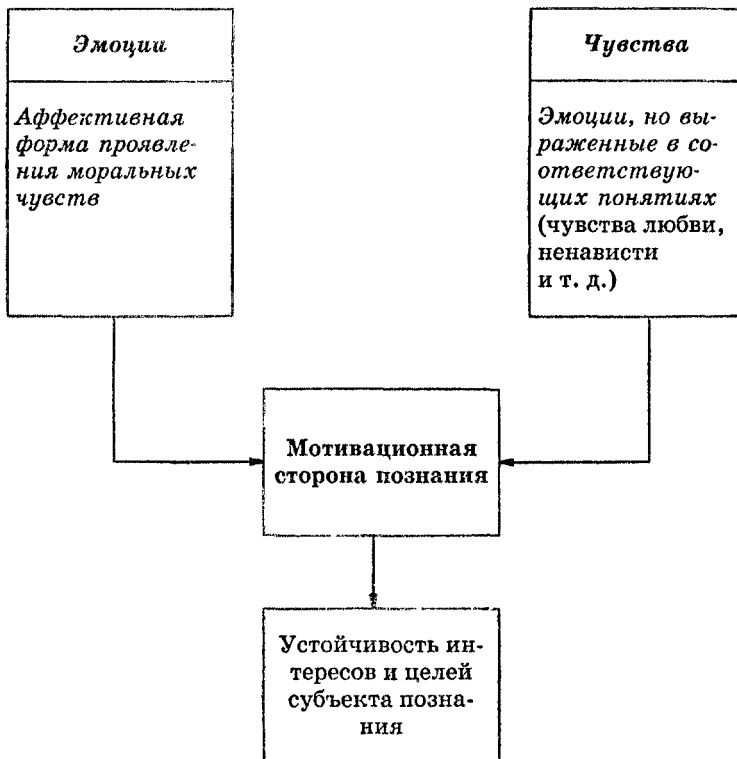 Эмоции
Аффективная
форма проявле-
ния моральных
чувств
Чувства
Эмоции, но вы-
раженные в со-
ответствую-
щих понятиях
(чувства любви,
ненависти
и т. д.)
Мотивационная
сторона познания
Устойчивость ин-
тересов и целей
субъекта позна-
ния